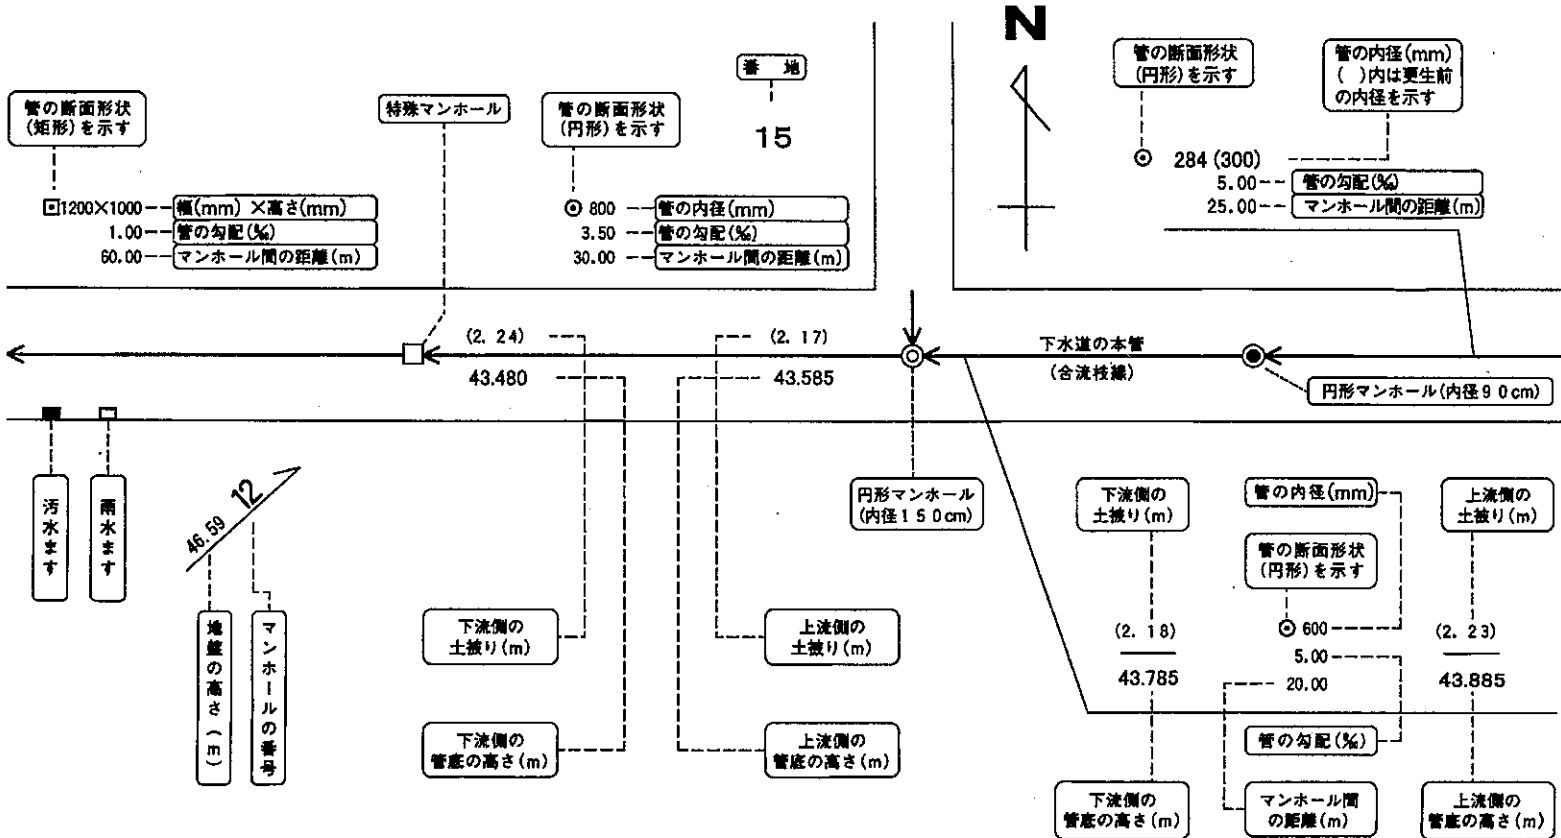 N
番 地
15
管の断面形状
(矩形)を示す
特殊マンホール
管の断面形状
(円形)を示す
管の断面形状
(円形)を示す
管の内径(mm)
( )内は更生前
の内径を示す
1200×1000
幅(mm) ×高さ(mm)
1.00
管の勾配(‰)
60.00
マンホール間の距離(m)
800
管の内径(mm)
3.50
管の勾配(‰)
30.00
マンホール間の距離(m)
284 (300)
5.00
管の勾配(‰)
25.00
マンホール間の距離(m)
(2. 24)
43.480
(2. 17)
43.585
下水道の本管
(合流枝線)
円形マンホール(内径90cm)
汚水ます
雨水ます
46.59
12
地盤の高さ(m)
マンホールの番号
下流側の
土被り(m)
上流側の
土被り(m)
下流側の
管底の高さ(m)
上流側の
管底の高さ(m)
円形マンホール
(内径150cm)
下流側の
土被り(m)
管の内径(mm)
上流側の
土被り(m)
管の断面形状
(円形)を示す
(2. 18)
43.785
600
5.00
20.00
(2. 23)
43.885
管の勾配(‰)
下流側の
管底の高さ(m)
マンホール間
の距離(m)
上流側の
管底の高さ(m)